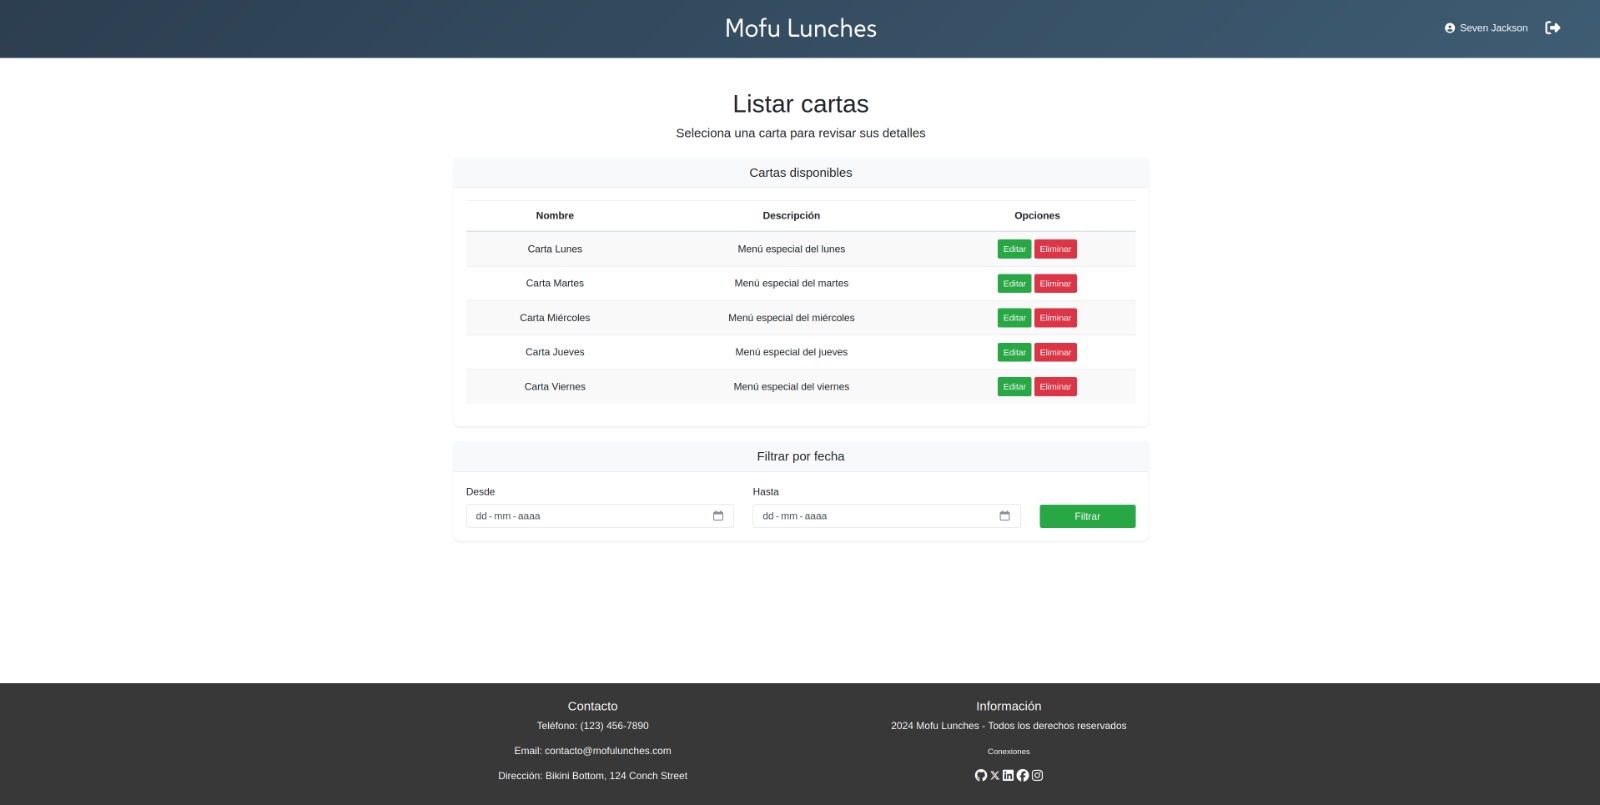 Mofu Lunches
Seven Jackson
Listar cartas
Selecciona una carta para revisar sus detalles
Cartas disponibles
Nombre Descripción Opciones
Carta Lunes Menú especial del lunes Editar Eliminar
Carta Martes Menú especial del martes Editar Eliminar
Carta Miércoles Menú especial del miércoles Editar Eliminar
Carta Jueves Menú especial del jueves Editar Eliminar
Carta Viernes Menú especial del viernes Editar Eliminar
Filtrar por fecha
Desde Hasta
dd-mm-aaaa dd-mm-aaaa Filtrar
Contacto
Teléfono: (123) 456-7890
Email: contacto@mofulunches.com
Dirección: Bikini Bottom, 124 Conch Street
Información
2024 Mofu Lunches - Todos los derechos reservados
Conexiones